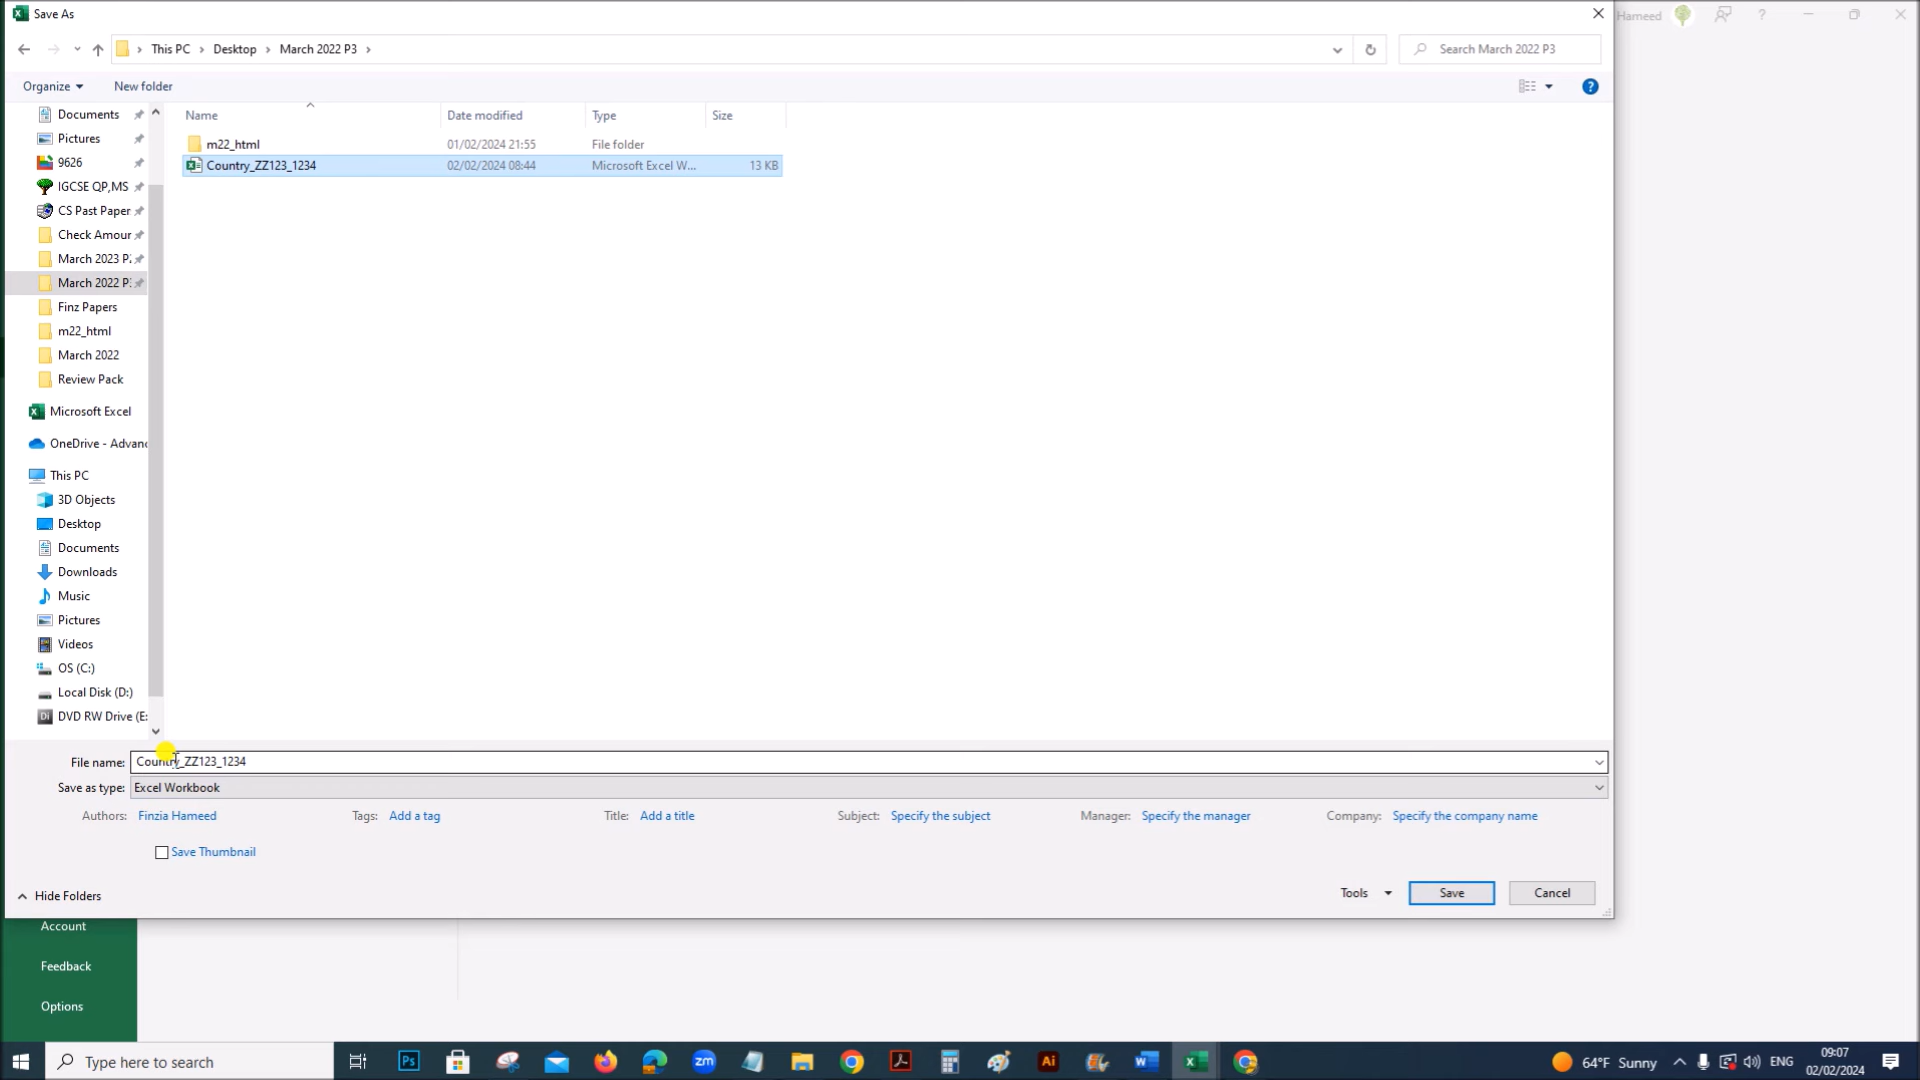 Save As
Hameed
?
This PC > Desktop > March 2022 P3 >
Search March 2022 P3
Organize
New folder
?
Name
Date modified
Type
Size
m22_html
01/02/2024 21:55
File folder
Country_ZZ123_1234
02/02/2024 08:44
Microsoft Excel W...
13 KB
Documents
Pictures
9626
IGCSE QP,MS
CS Past Paper
Check Amour
March 2023 P.
March 2022 P:
Finz Papers
m22_html
March 2022
Review Pack
Microsoft Excel
OneDrive - Advanc
This PC
3D Objects
Desktop
Documents
Downloads
Music
Pictures
Videos
OS (C:)
Local Disk (D:)
DVD RW Drive (E:
File name: Country_ZZ123_1234
Save as type: Excel Workbook
Authors: Finzia Hameed
Tags: Add a tag
Title: Add a title
Subject: Specify the subject
Manager: Specify the manager
Company: Specify the company name
Save Thumbnail
Hide Folders
Tools
Save
Cancel
Account
Feedback
Options
Type here to search
Ps
zm
Ai
64°F Sunny
ENG
09:07
02/02/2024